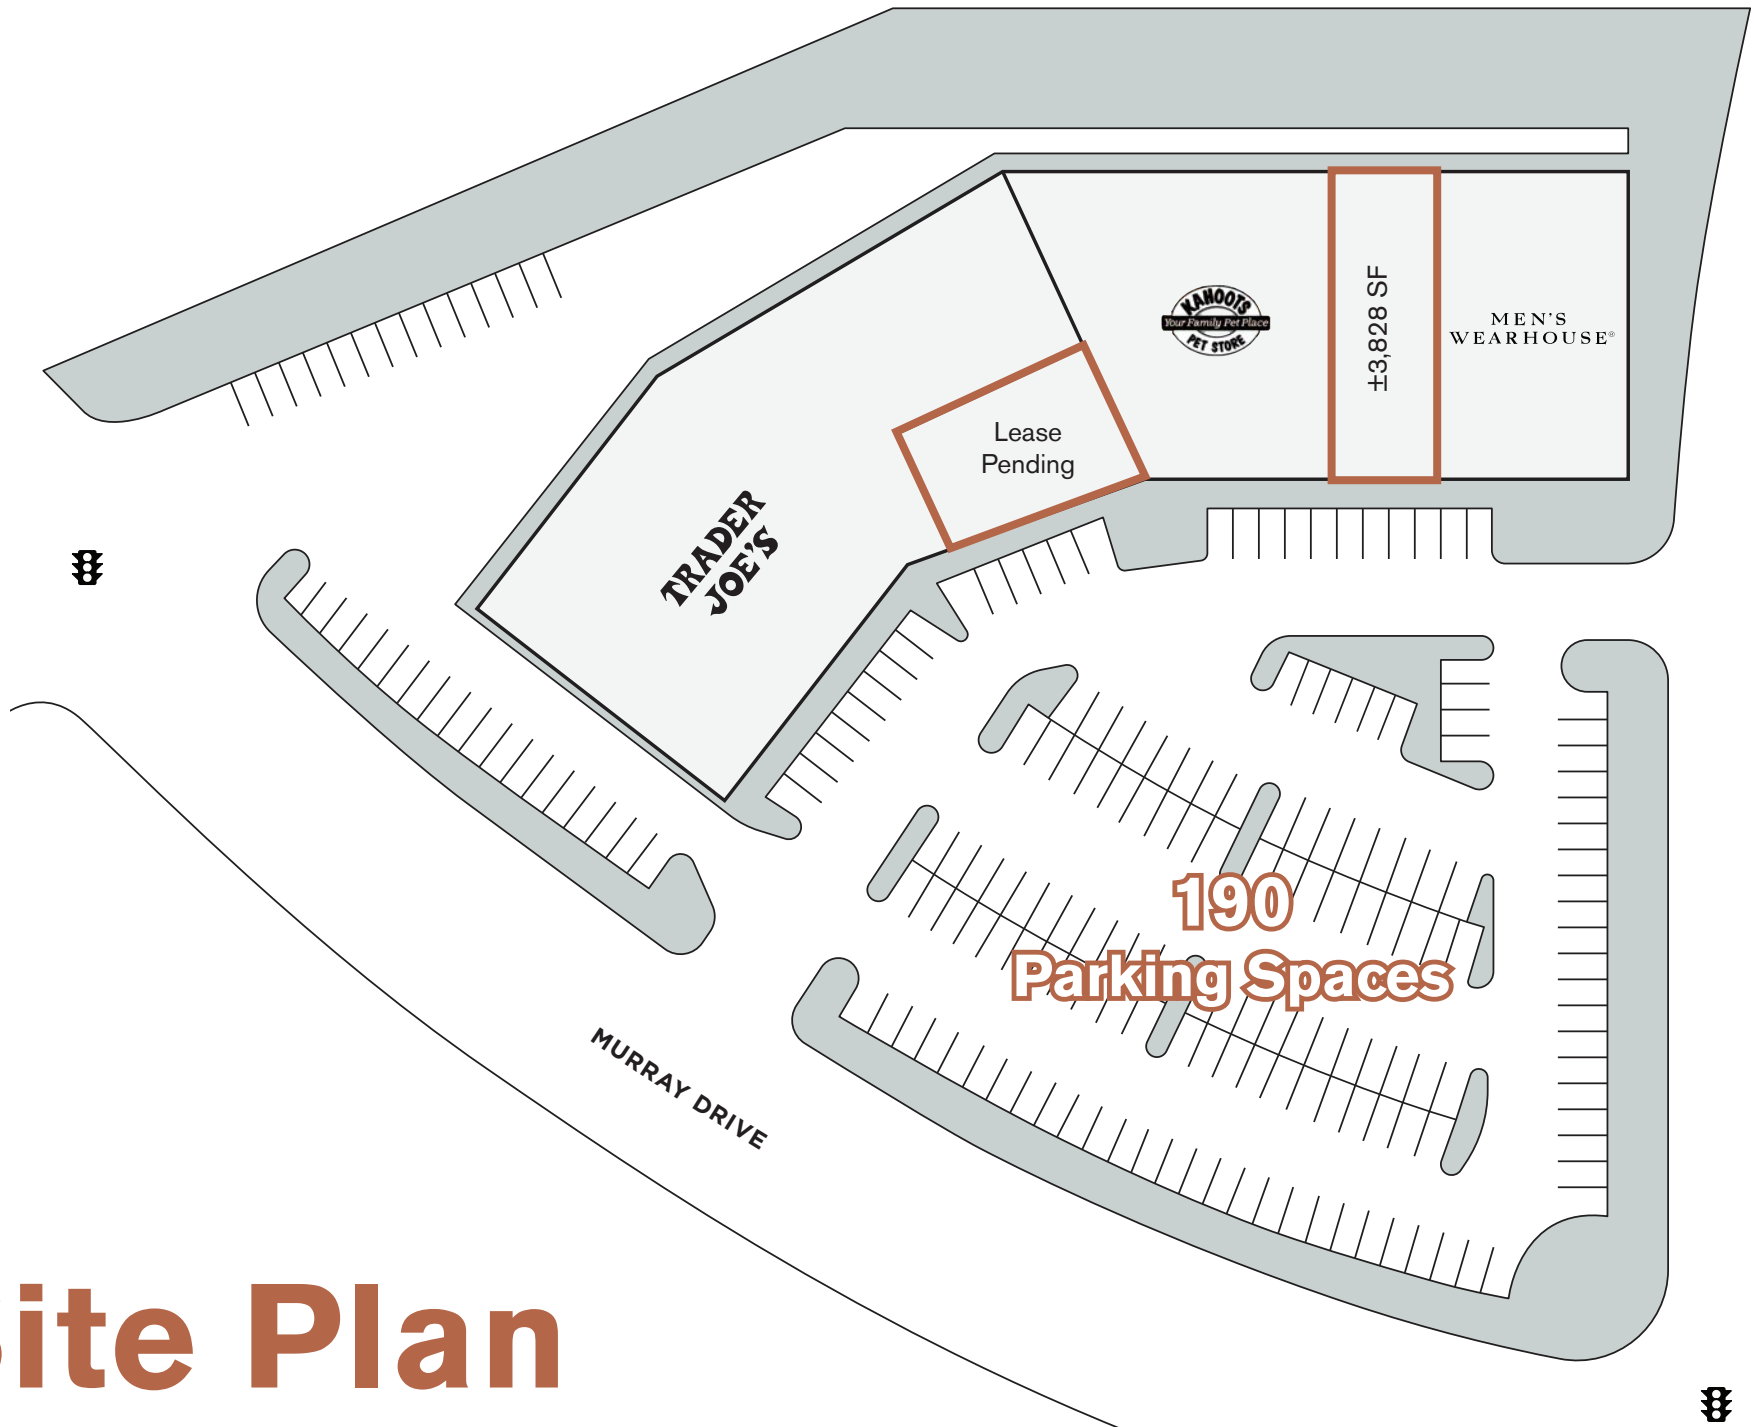 KAHOOTS
Your Family Pet Place
PET STORE
±3,828 SF
MEN'S
WEARHOUSE®
Lease
Pending
TRADER
JOE'S
190
Parking Spaces
MURRAY DRIVE
ite Plan